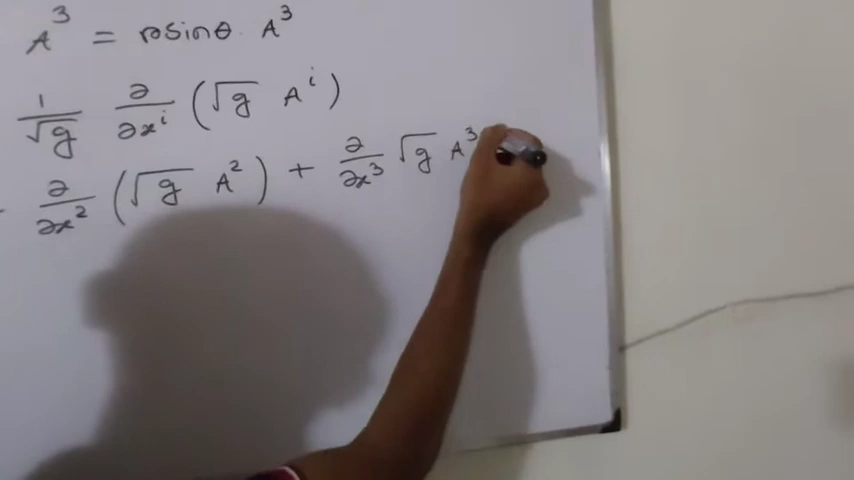 A³ = r sinθ A³
1/√g ∂/∂xⁱ (√g Aⁱ)
∂/∂x² (√g A²) + ∂/∂x³ √g A³